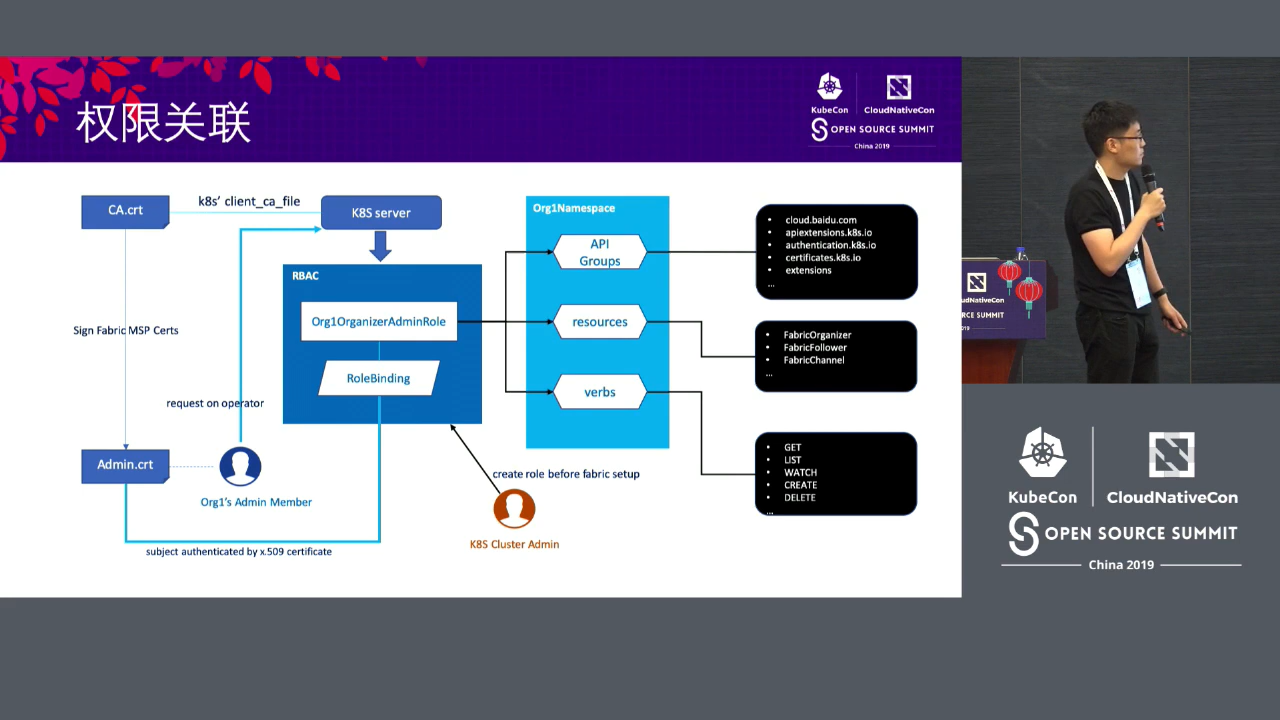 权限关联
KubeCon
CloudNativeCon
OPEN SOURCE SUMMIT
China 2019
CA.crt
k8s' client_ca_file
K8S server
Sign Fabric MSP Certs
request on operator
Admin.crt
Org1's Admin Member
subject authenticated by x.509 certificate
RBAC
Org1OrganizerAdminRole
RoleBinding
create role before fabric setup
K8S Cluster Admin
Org1Namespace
API
Groups
resources
verbs
• cloud.baidu.com
• apiextensions.k8s.io
• authentication.k8s.io
• certificates.k8s.io
• extensions
...
• FabricOrganizer
• FabricFollower
• FabricChannel
...
• GET
• LIST
• WATCH
• CREATE
• DELETE
...
udNativeCon
RCE SUMMIT
2019
KubeCon
CloudNativeCon
OPEN SOURCE SUMMIT
China 2019